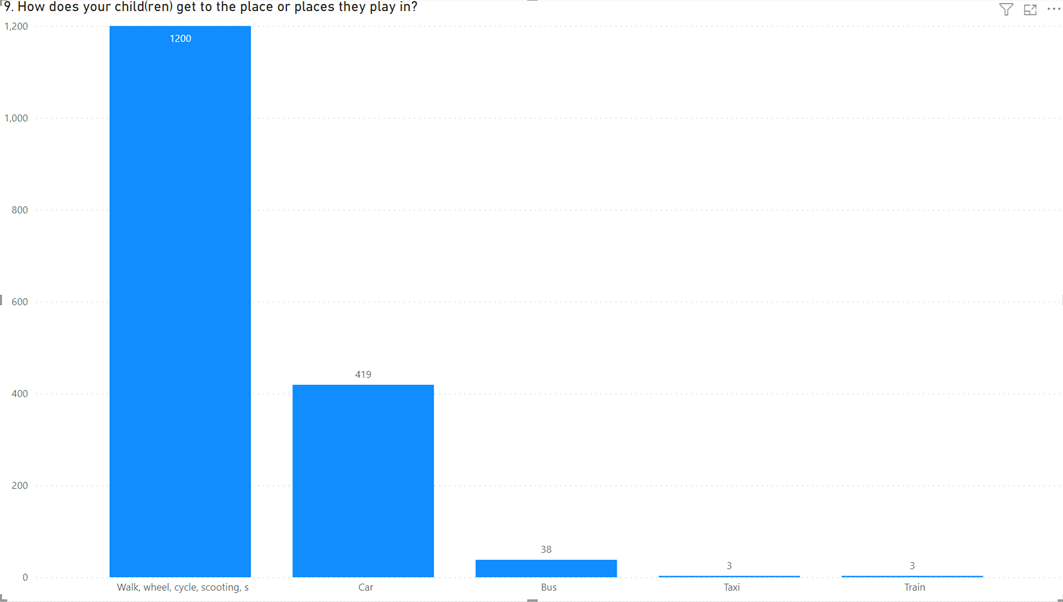 9. How does your child(ren) get to the place or places they play in?
1,200
1200
1,000
800
600
419
400
200
38
3
3
0
Walk, wheel, cycle, scooting, s
Car
Bus
Taxi
Train